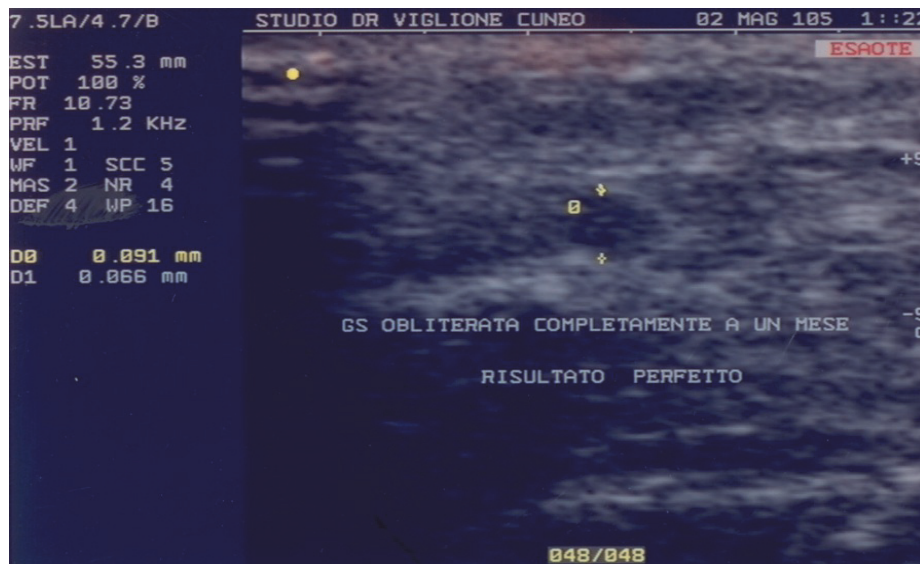 7.5LA/4.7/B STUDIO DR VIGLIONE CUNEO 02 MAG 105
ESAOTE
EST 55.3 mm
POT 100 %
FR 10.73
PRF 1.2 KHz
VEL 1
WF 1 SCC 5
MAS 2 NR 4
DEF 4 WP 16
0
D0 0.091 mm
D1 0.066 mm
GS OBLITERATA COMPLETAMENTE A UN MESE
RISULTATO PERFETTO
048/048